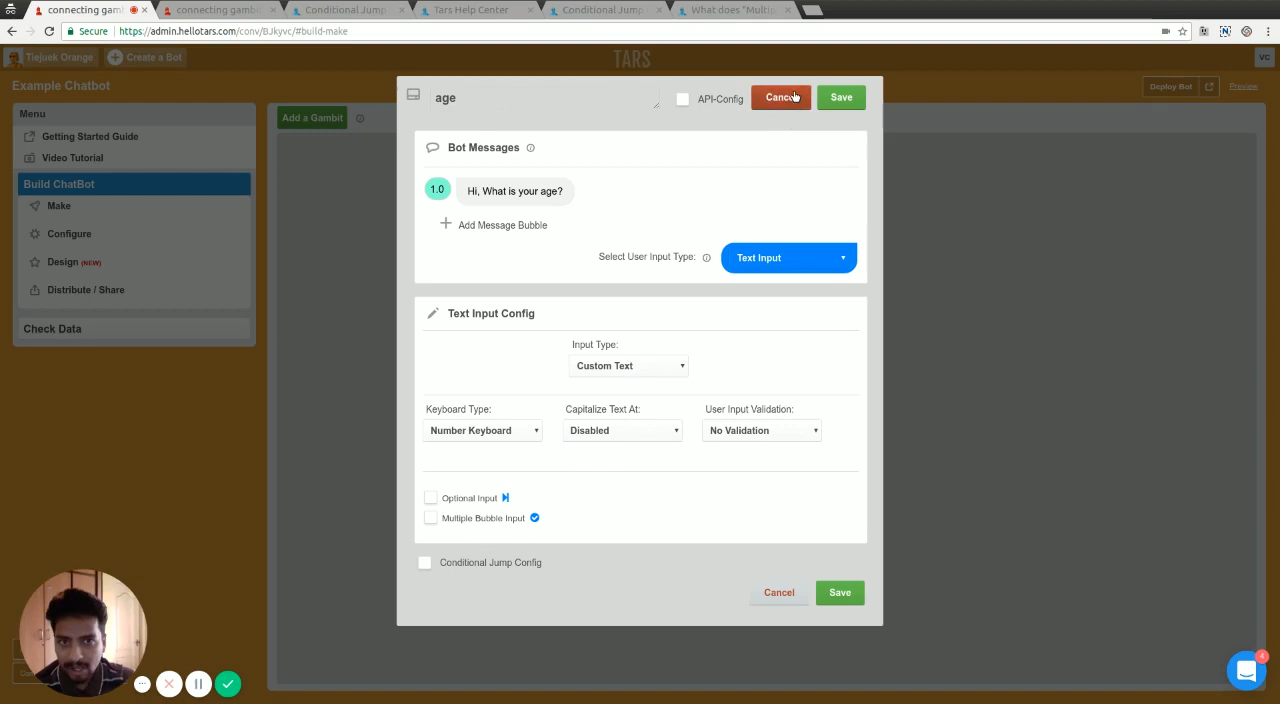 connecting gam
connecting gambi
Conditional Jump
Tars Help Center
Conditional Jump
What does "Multip
Secure
https://admin.hellotars.com/conv/BJkyvc/#build-make
Tiejuek Orange
Create a Bot
TARS
VC
Example Chatbot
Deploy Bot
Preview
Menu
Getting Started Guide
Video Tutorial
Build ChatBot
Make
Configure
Design (NEW)
Distribute / Share
Check Data
Add a Gambit
age
API-Config
Cancel
Save
Bot Messages
1.0
Hi, What is your age?
Add Message Bubble
Select User Input Type:
Text Input
Text Input Config
Input Type:
Custom Text
Keyboard Type:
Capitalize Text At:
User Input Validation:
Number Keyboard
Disabled
No Validation
Optional Input
Multiple Bubble Input
Conditional Jump Config
Cancel
Save
4